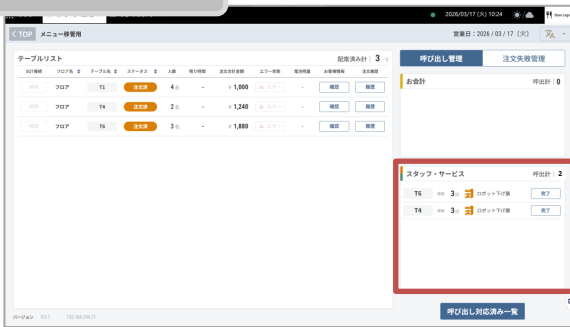 2026/03/17 (火) 10:24
< TOP メニュー移管用
営業日：2026 / 03 / 17 (火)
テーブルリスト
配席済み計 3
フロア名 テーブル名 ステータス 人数 残り時間 注文合計金額 エラー状態 電池残量 お客様情報 注文履歴
フロア T1 注文済 4名 - ¥ 1,000 エラー - 確認 履歴
フロア T4 注文済 2名 - ¥ 1,240 エラー - 確認 履歴
フロア T6 注文済 3名 - ¥ 1,880 エラー - 確認 履歴
呼び出し管理 注文失敗管理
お会計 呼出計 0
スタッフ・サービス 呼出計 2
T6 3 ロボット下げ膳 完了
T4 3 ロボット下げ膳 完了
呼び出し対応済み一覧
バージョン 0.0.1